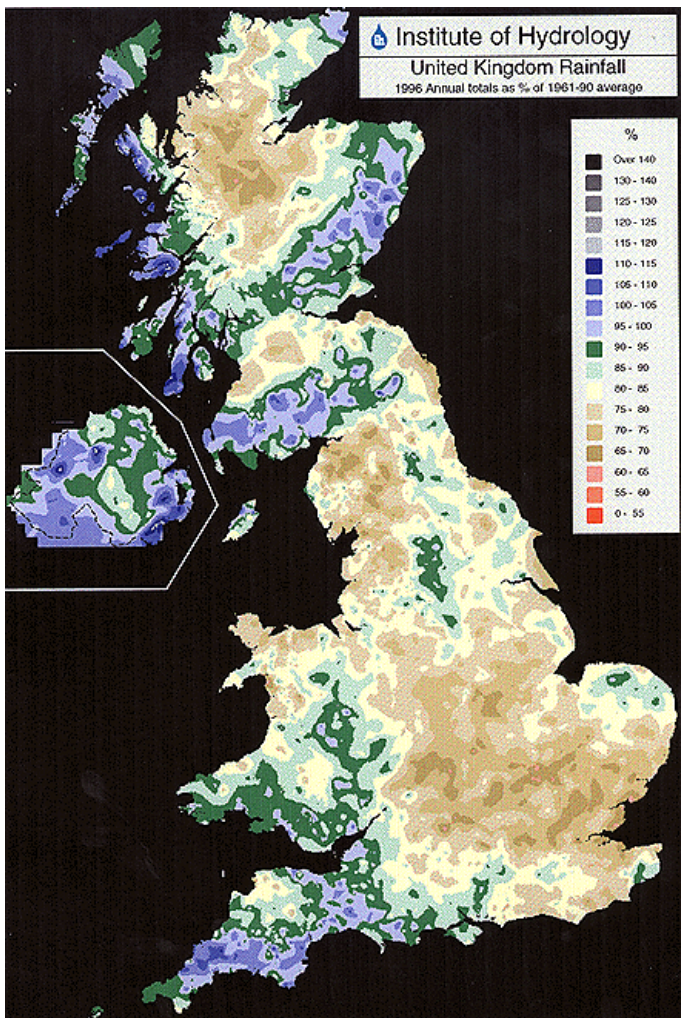 Institute of Hydrology
United Kingdom Rainfall
1996 Annual totals as % of 1961-90 average
%
Over 140
130 - 140
125 - 130
120 - 125
115 - 120
110 - 115
105 - 110
100 - 105
95 - 100
90 - 95
85 - 90
80 - 85
75 - 80
70 - 75
65 - 70
60 - 65
55 - 60
0 - 55